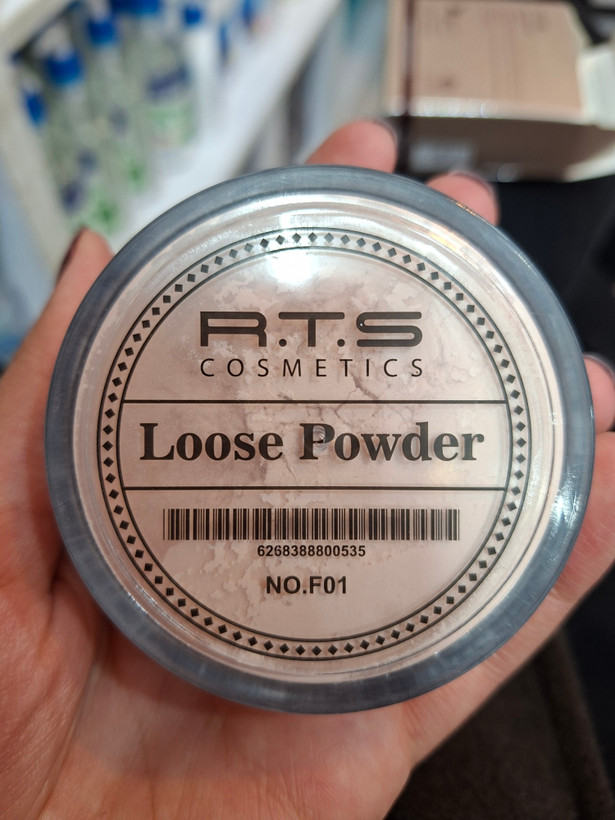 R.T.S
COSMETICS
Loose Powder
6268388800535
NO.F01